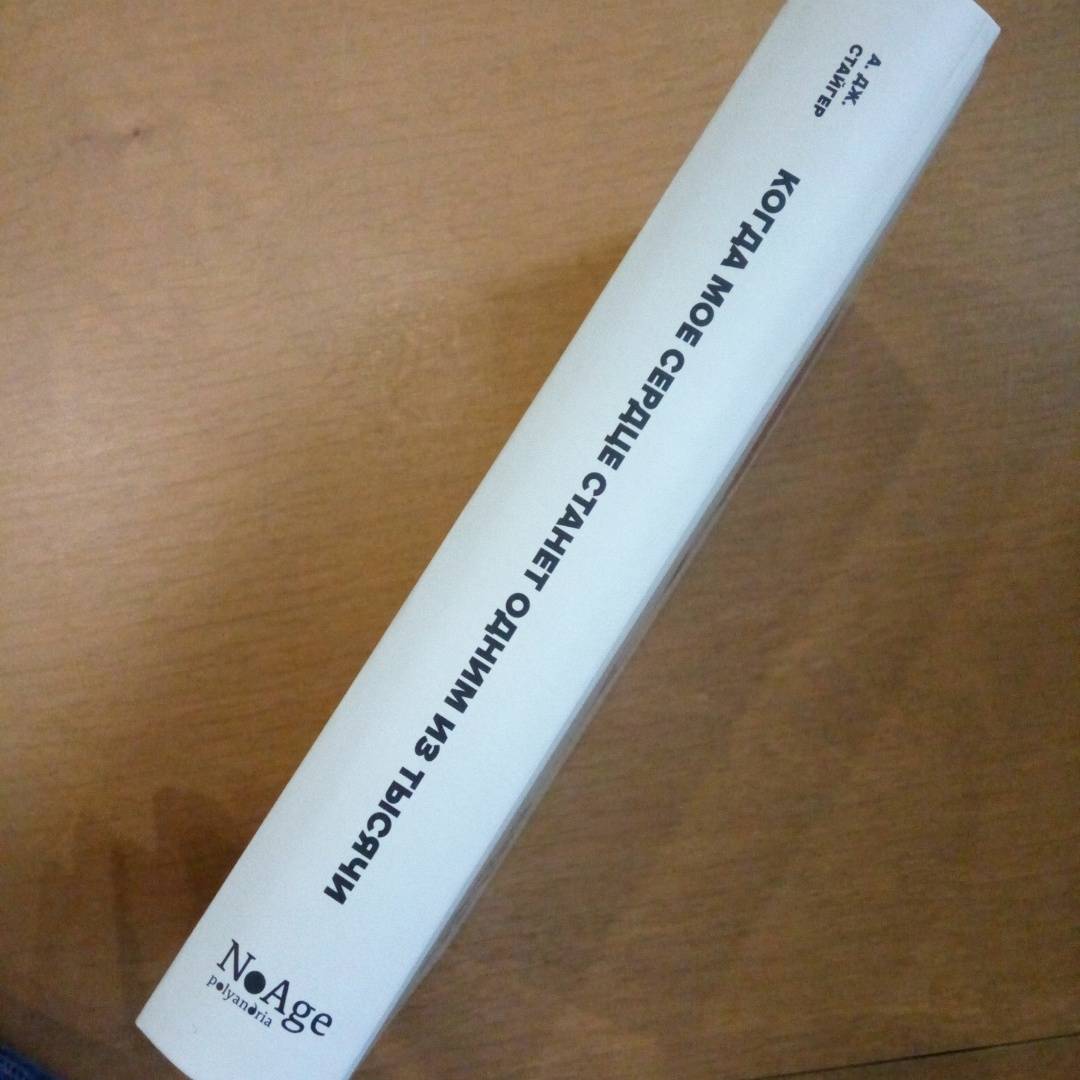 А. ДЖ.
СТАЙГЕР
КОГДА МОЕ СЕРДЦЕ СТАНЕТ ОДНИМ ИЗ ТЫСЯЧИ
NoAge
polyandria